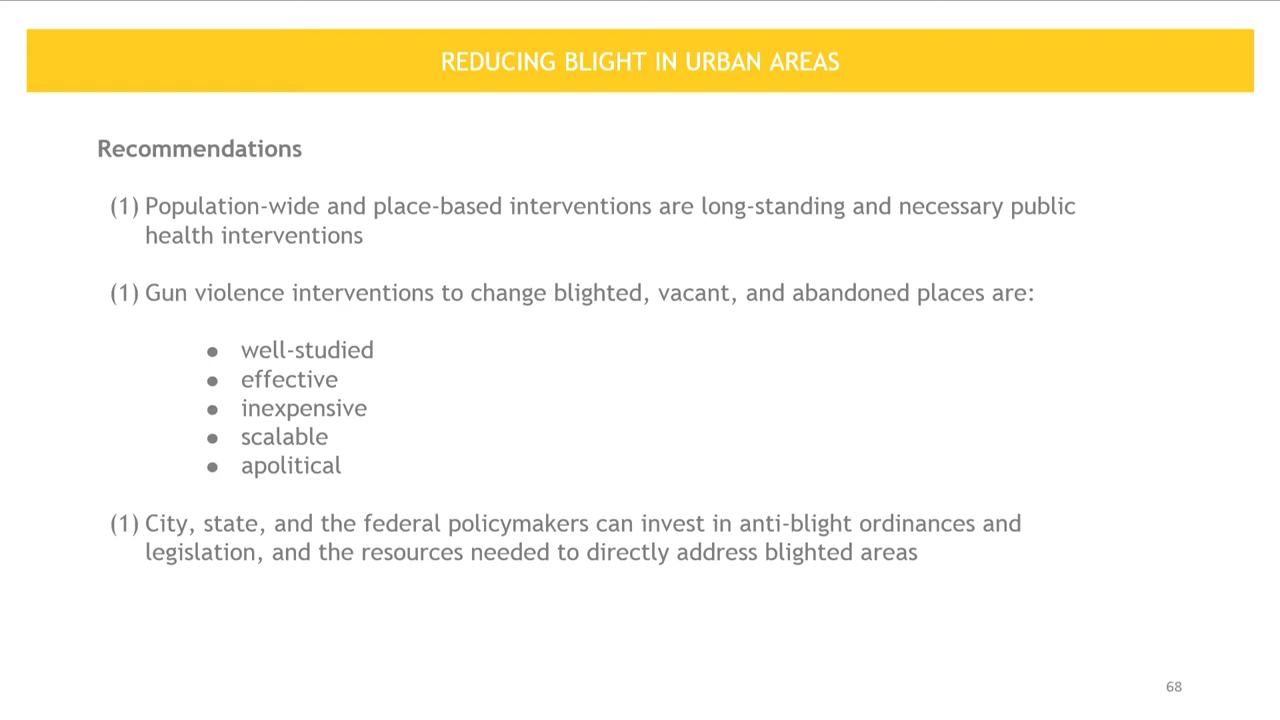 REDUCING BLIGHT IN URBAN AREAS
Recommendations
(1) Population-wide and place-based interventions are long-standing and necessary public
health interventions
(1) Gun violence interventions to change blighted, vacant, and abandoned places are:
● well-studied
● effective
● inexpensive
● scalable
● apolitical
(1) City, state, and the federal policymakers can invest in anti-blight ordinances and
legislation, and the resources needed to directly address blighted areas
68